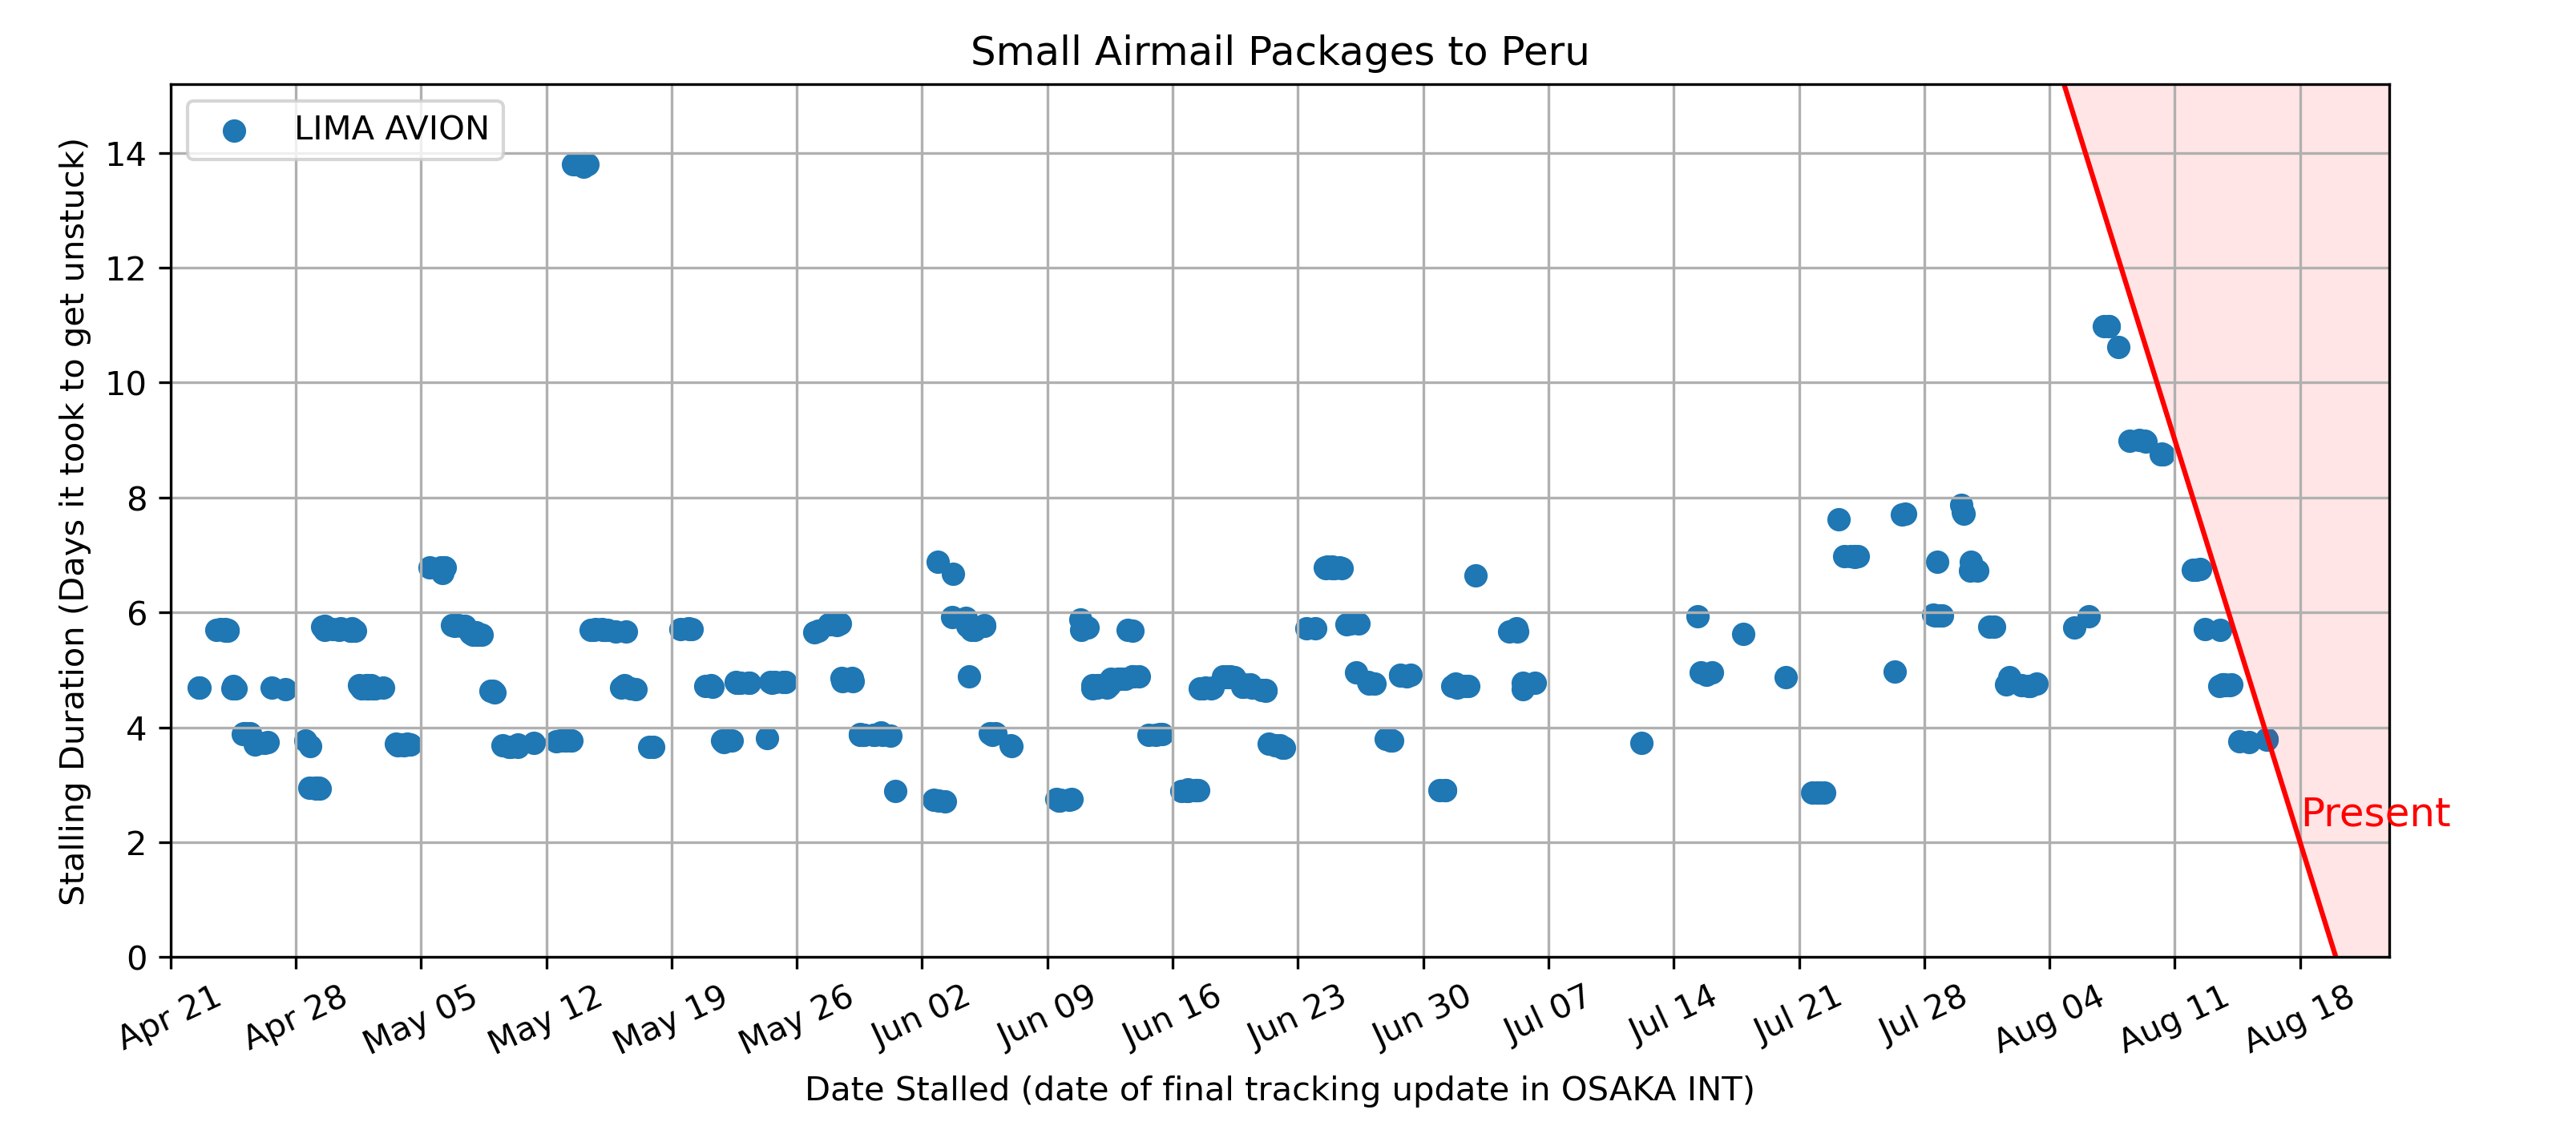 Small Airmail Packages to Peru
LIMA AVION
Stalling Duration (Days it took to get unstuck)
14
12
10
8
6
4
2
0
Present
Apr 21
Apr 28
May 05
May 12
May 19
May 26
Jun 02
Jun 09
Jun 16
Jun 23
Jun 30
Jul 07
Jul 14
Jul 21
Jul 28
Aug 04
Aug 11
Aug 18
Date Stalled (date of final tracking update in OSAKA INT)